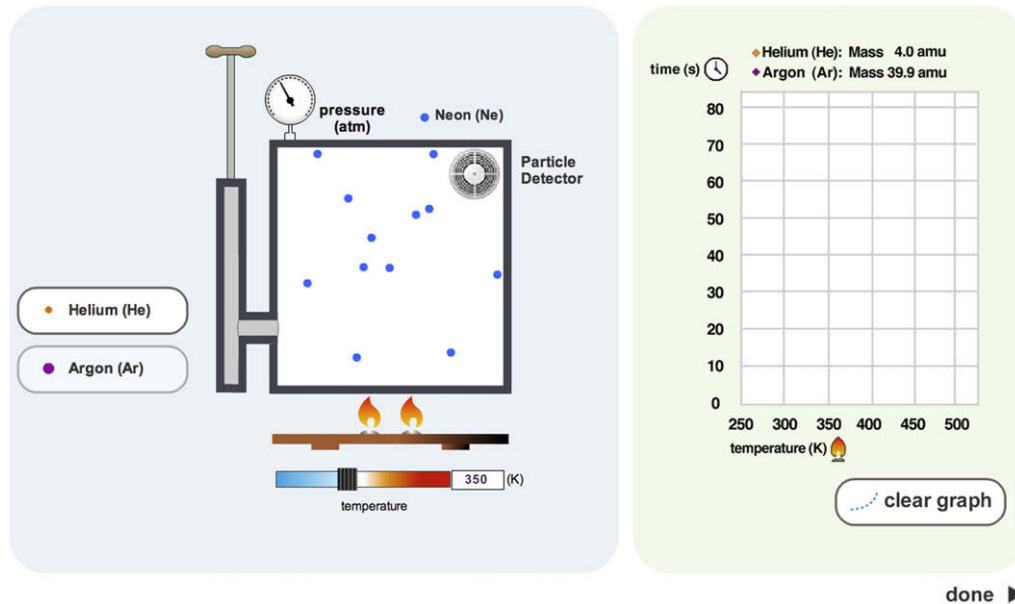 pressure
(atm)
Neon (Ne)
Particle
Detector
Helium (He)
Argon (Ar)
350 (K)
temperature
time (s)
Helium (He): Mass 4.0 amu
Argon (Ar): Mass 39.9 amu
80
70
60
50
40
30
20
10
0
250 300 350 400 450 500
temperature (K)
clear graph
done